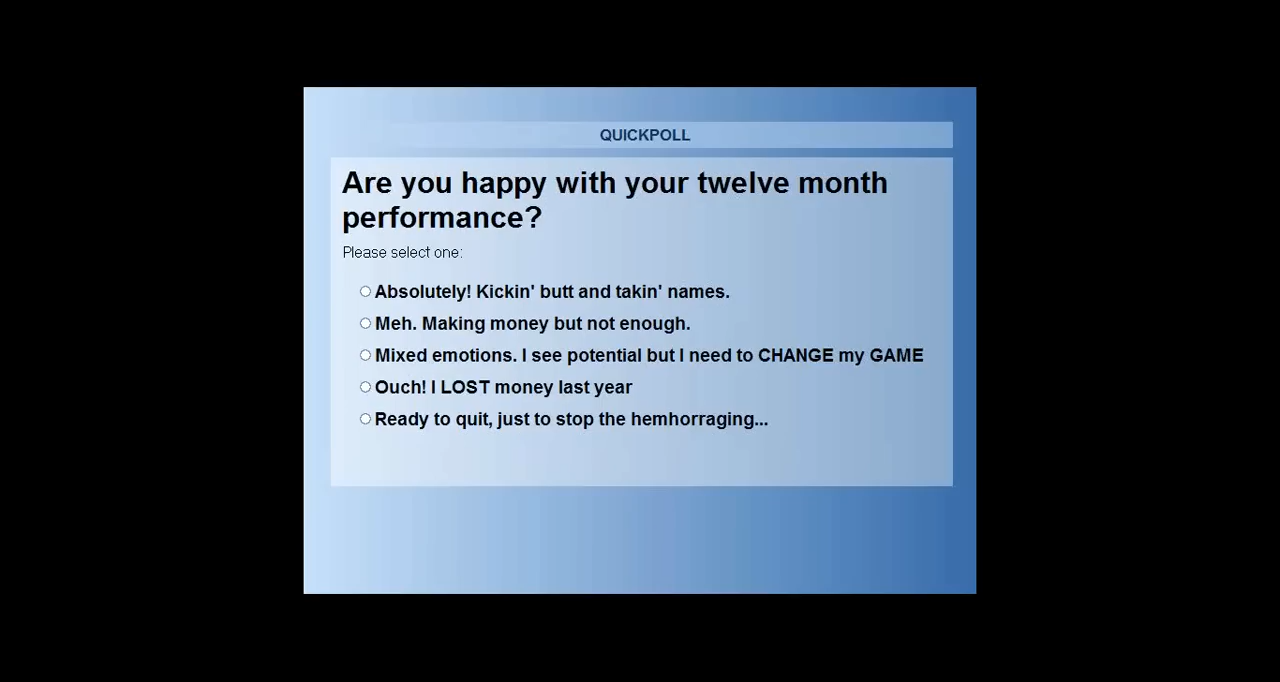 QUICKPOLL
Are you happy with your twelve month
performance?
Please select one:
Absolutely! Kickin' butt and takin' names.
Meh. Making money but not enough.
Mixed emotions. I see potential but I need to CHANGE my GAME
Ouch! I LOST money last year
Ready to quit, just to stop the hemhorraging...